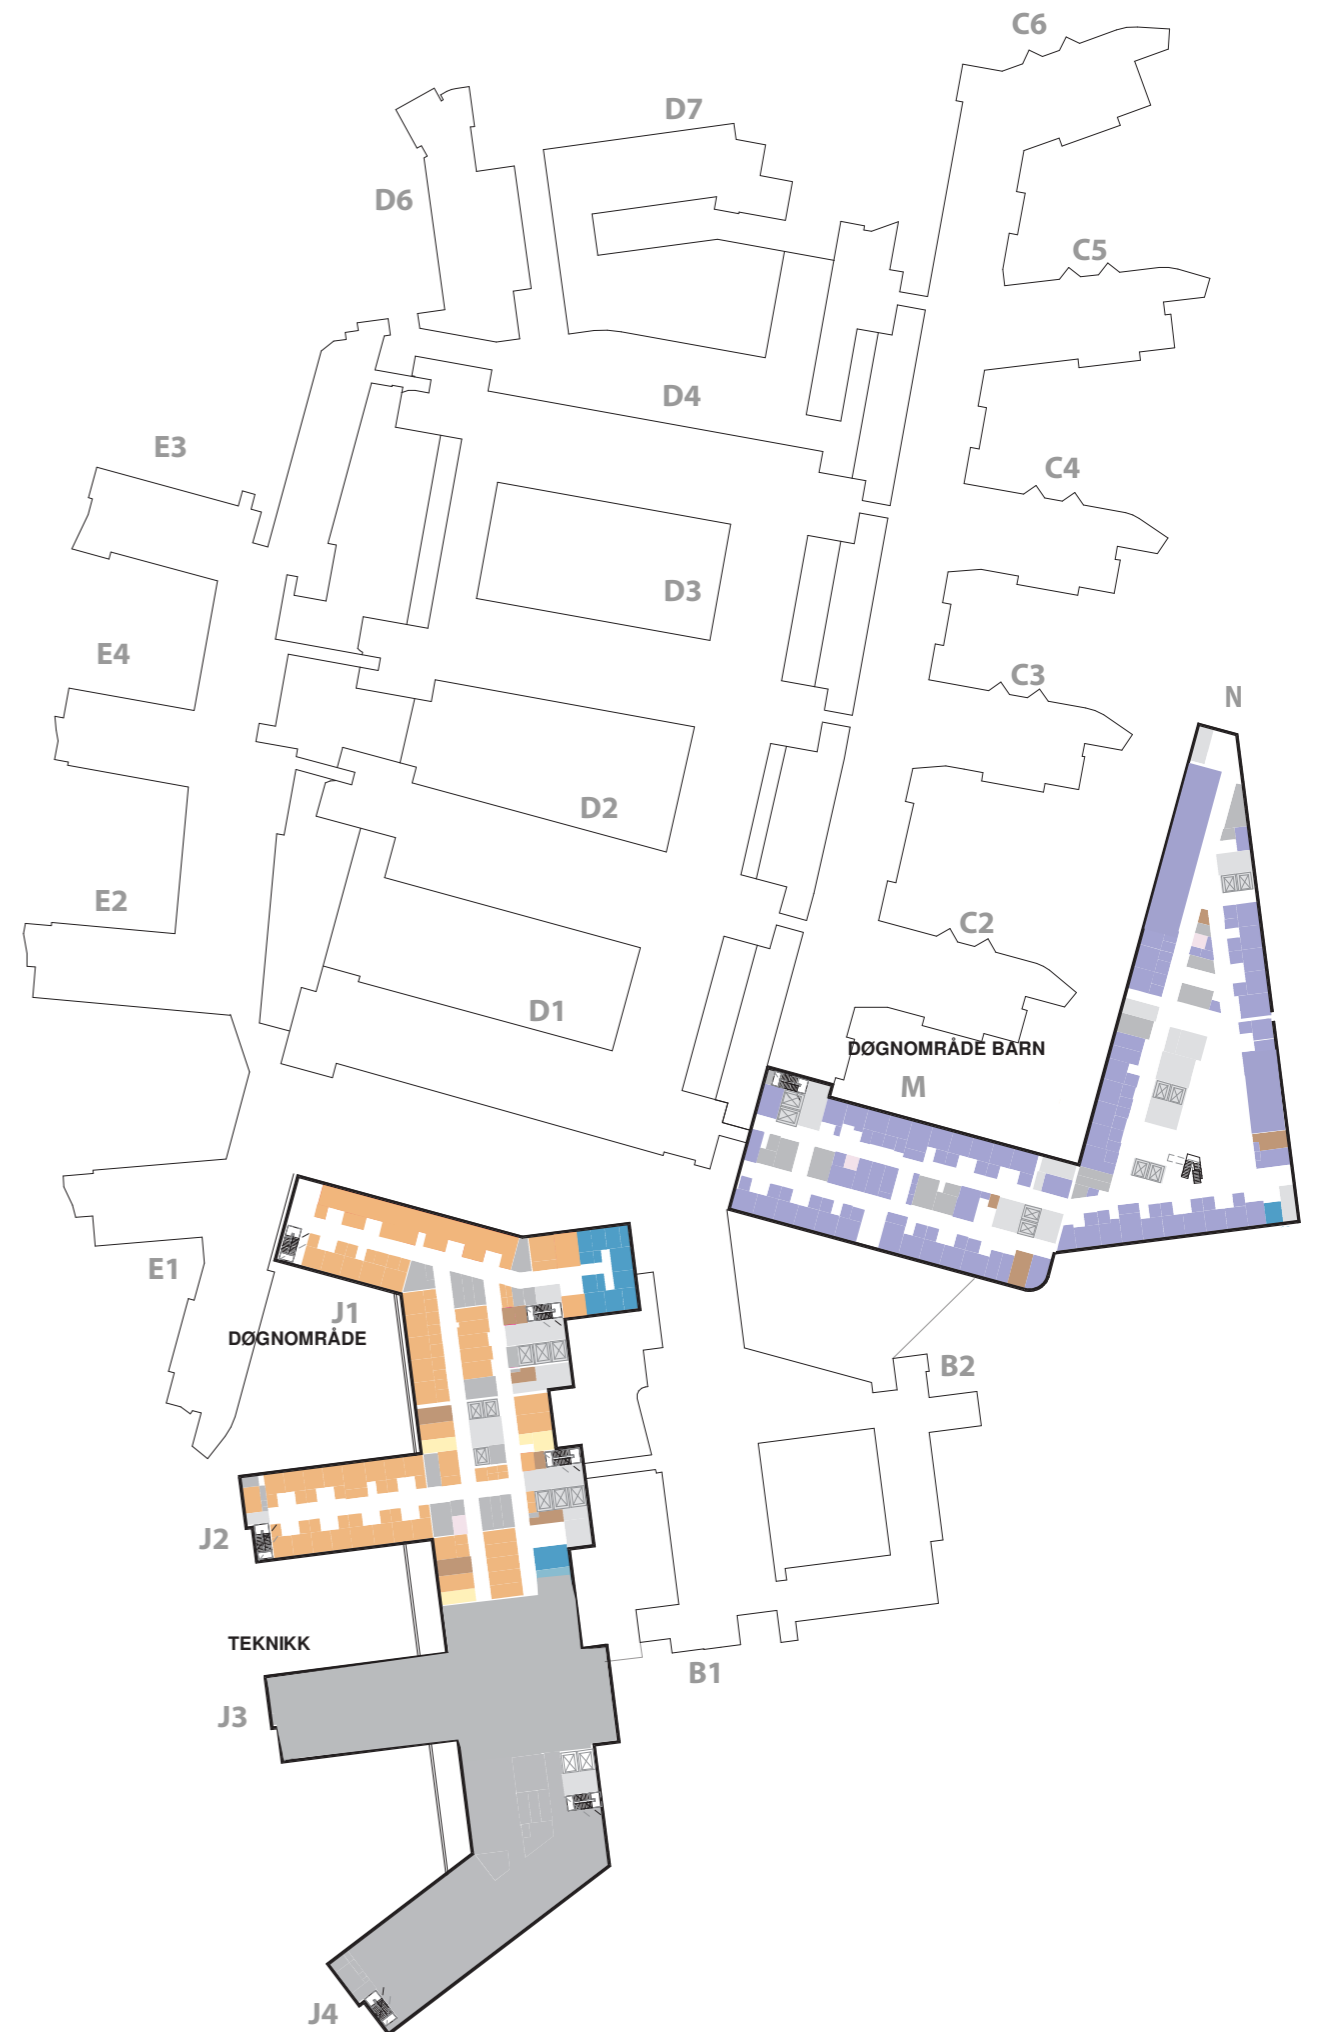 C6
D7
D6
C5
D4
E3
C4
D3
E4
C3
N
D2
E2
C2
D1
DØGNOMRÅDE BARN
M
E1
J1
DØGNOMRÅDE
B2
J2
TEKNIKK
B1
J3
J4